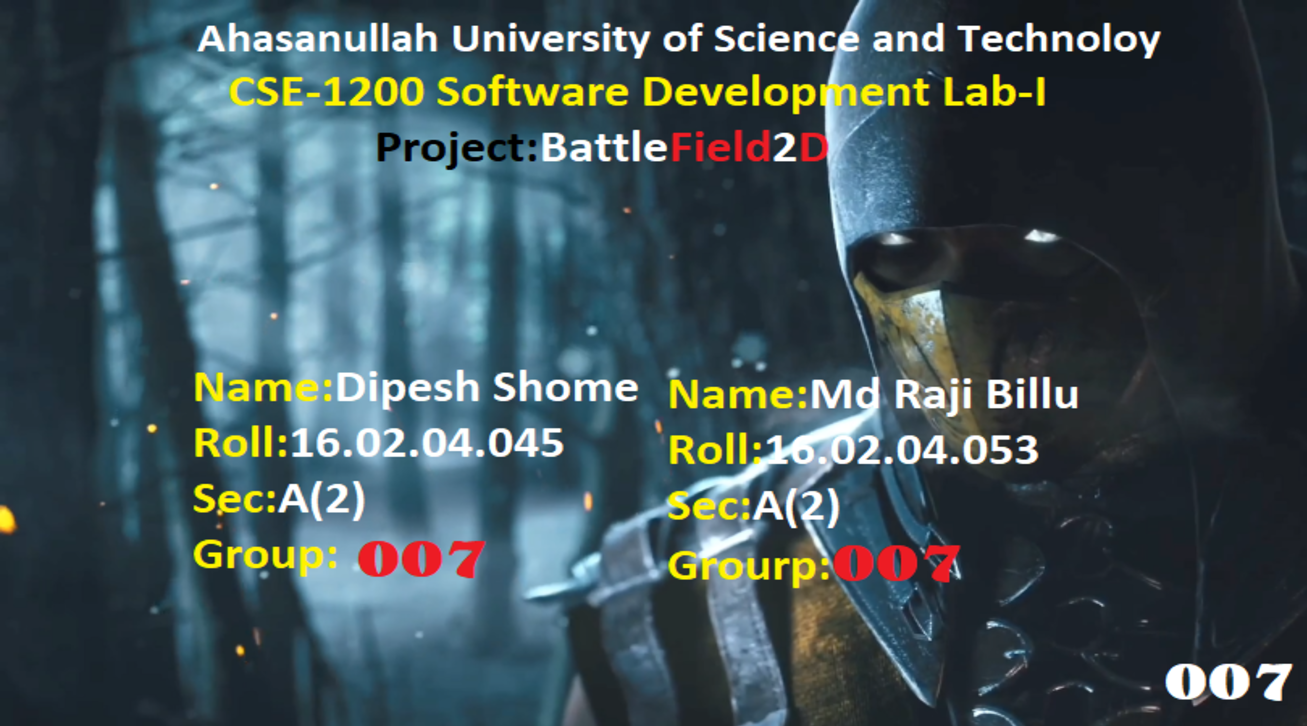 Ahasanullah University of Science and Technoloy
CSE-1200 Software Development Lab-I
Project:BattleField2D
Name:Dipesh Shome
Roll:16.02.04.045
Sec:A(2)
Group: 007
Name:Md Raji Billu
Roll:16.02.04.053
Sec:A(2)
Grourp:007
007